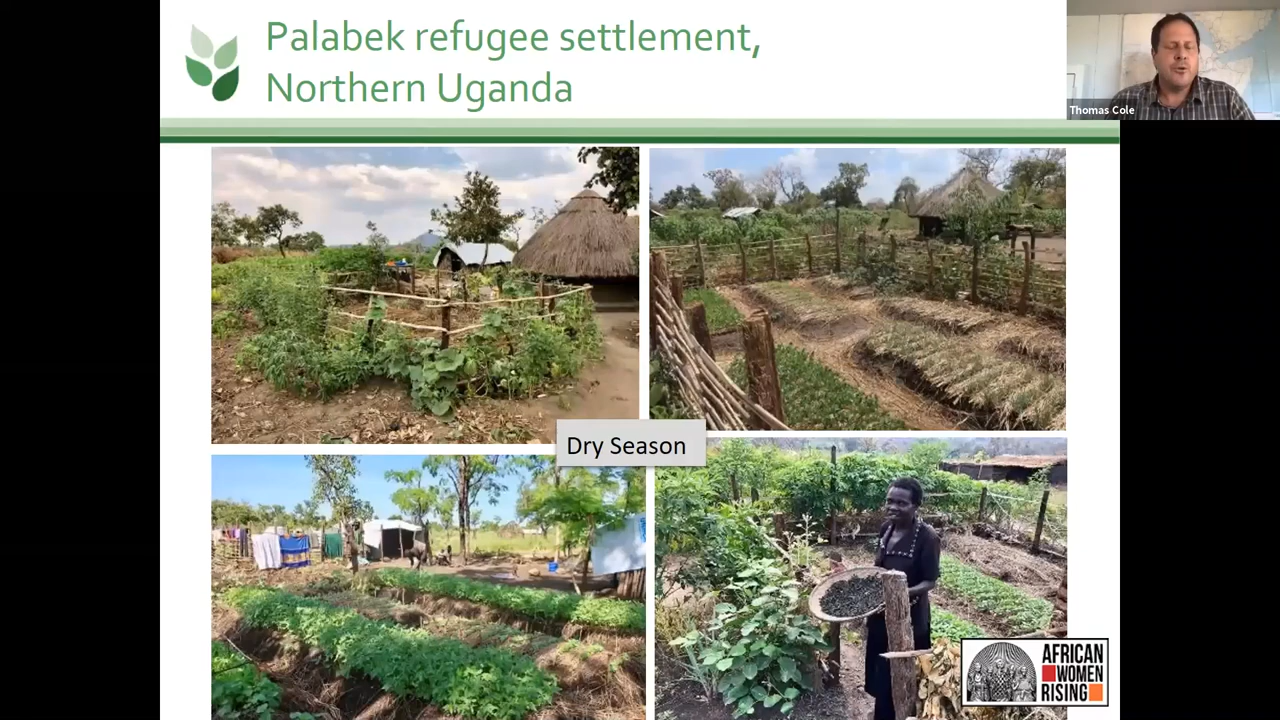 Palabek refugee settlement,
Northern Uganda
Thomas Cole
Dry Season
AFRICAN
WOMEN
RISING